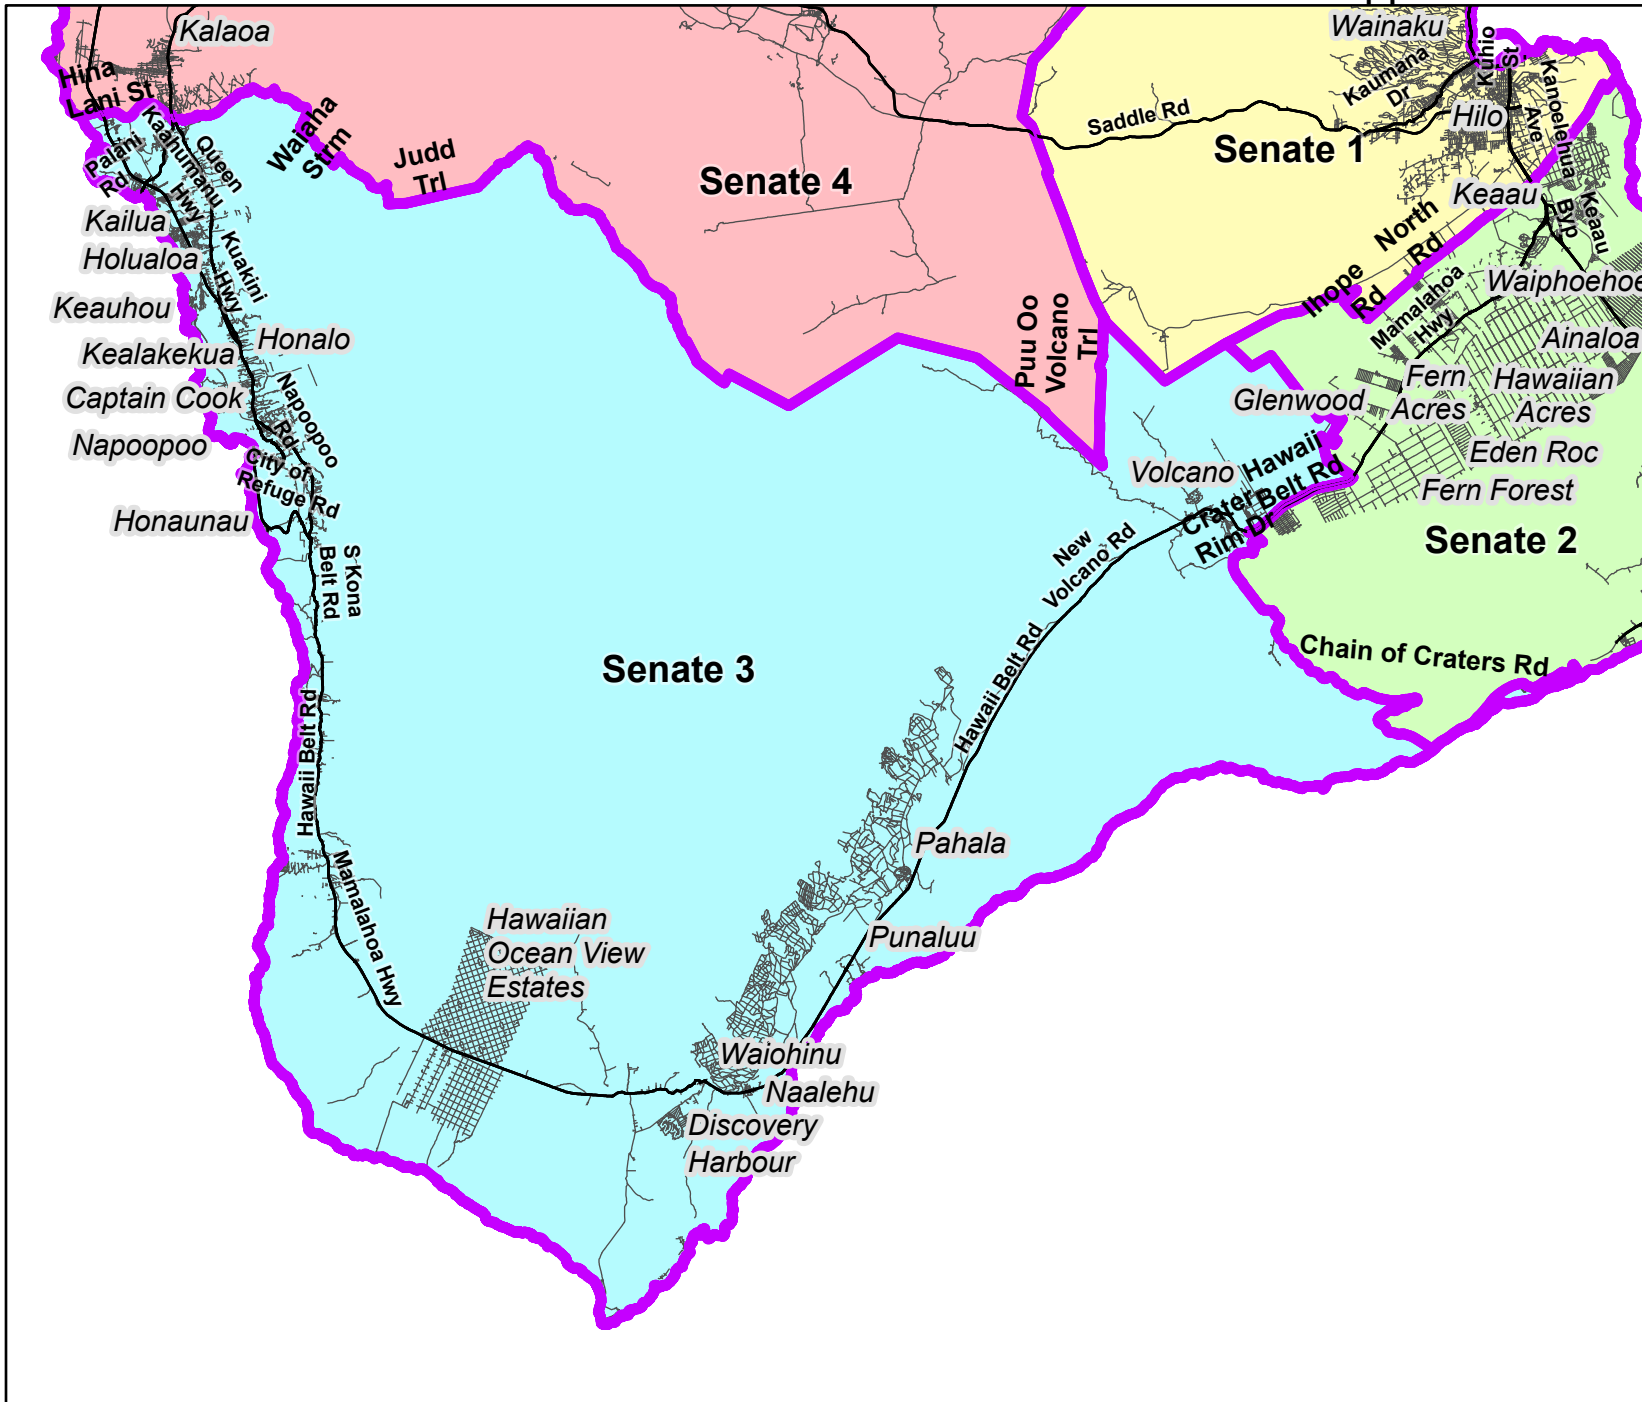 Kalaoa
Hina
Lani St
Waiaha
Strm
Judd
Trl
Senate 4
Saddle Rd
Wainaku
Kaumana
Dr
Kuhio
St
Kanoelehua
Ave
Hilo
Senate 1
Keaau
Keaau
Byp
North
Rd
Ihope
Rd
Mamalahoa
Hwy
Waiphoehoe
Ainaloa
Palani
Rd
Kaahumanu
Hwy
Queen
Kailua
Holualoa
Kuakini
Hwy
Keauhou
Honalo
Kealakekua
Captain Cook
Napoopoo
Rd
Napoopoo
City of
Refuge Rd
Honaunau
S Kona
Belt Rd
Puu Oo
Volcano
Trl
Glenwood
Fern
Acres
Hawaiian
Acres
Eden Roc
Fern Forest
Volcano
Hawaii
Belt Rd
Crater
Rim Dr
Senate 2
New
Volcano Rd
Chain of Craters Rd
Senate 3
Hawaii Belt Rd
Hawaii Belt Rd
Mamalahoa Hwy
Pahala
Punaluu
Hawaiian
Ocean View
Estates
Waiohinu
Naalehu
Discovery
Harbour